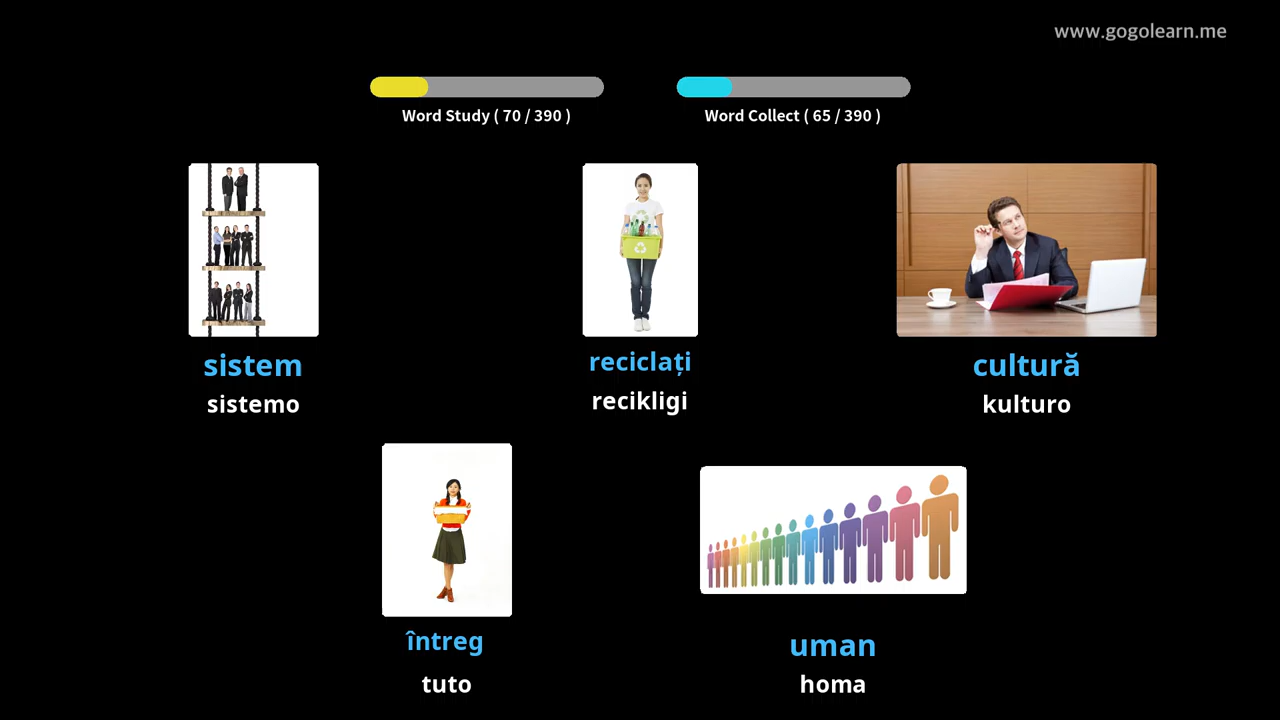 www.gogolearn.me
Word Study ( 70 / 390 )
Word Collect ( 65 / 390 )
sistem
sistemo
reciclați
recikligi
cultură
kulturo
întreg
tuto
uman
homa